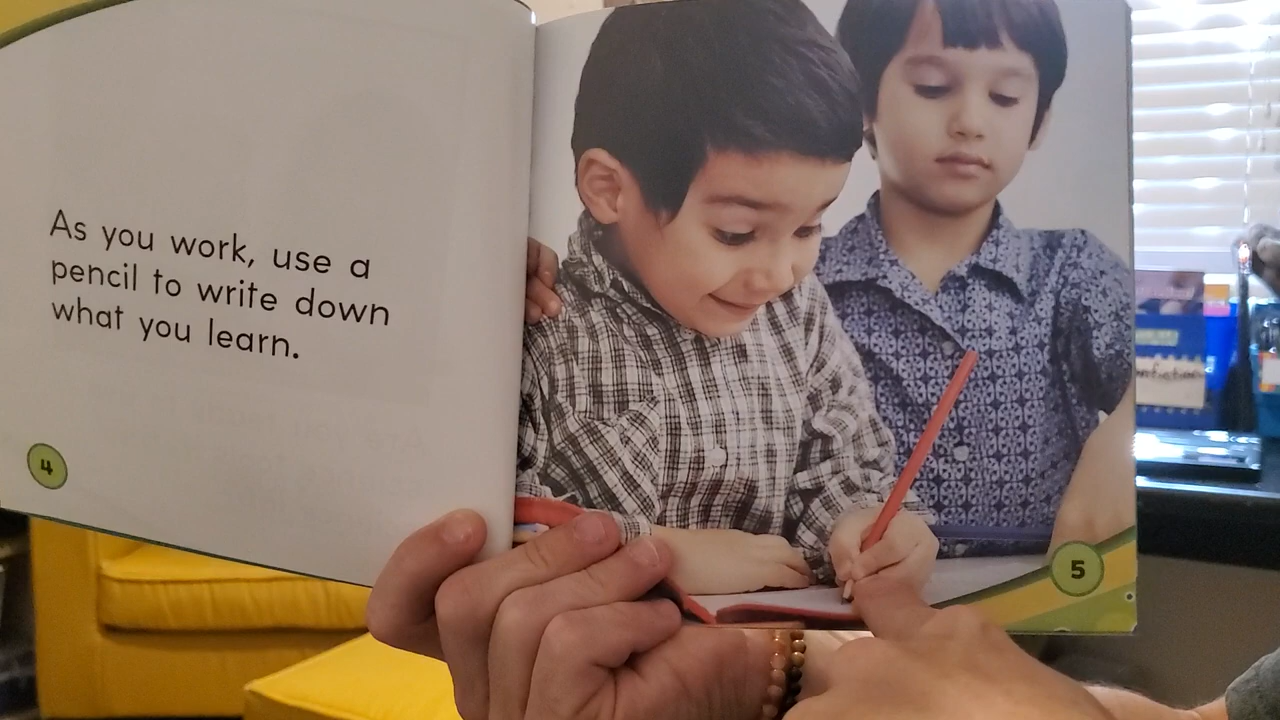 As you work, use a
pencil to write down
what you learn.
4
5